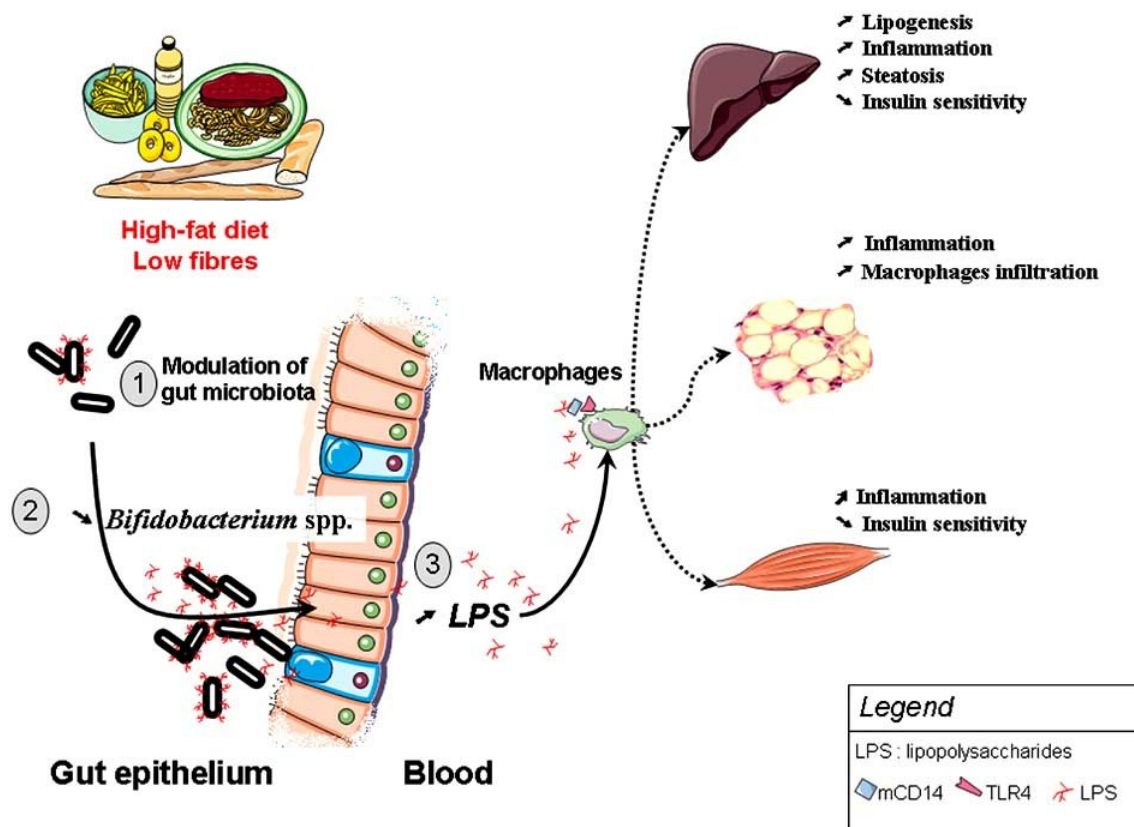 High-fat diet
Low fibres
1
Modulation of
gut microbiota
2
Bifidobacterium spp.
3
LPS
Macrophages
Lipogenesis
Inflammation
Steatosis
Insulin sensitivity
Inflammation
Macrophages infiltration
Inflammation
Insulin sensitivity
Gut epithelium
Blood
Legend
LPS : lipopolysaccharides
mCD14 TLR4 LPS